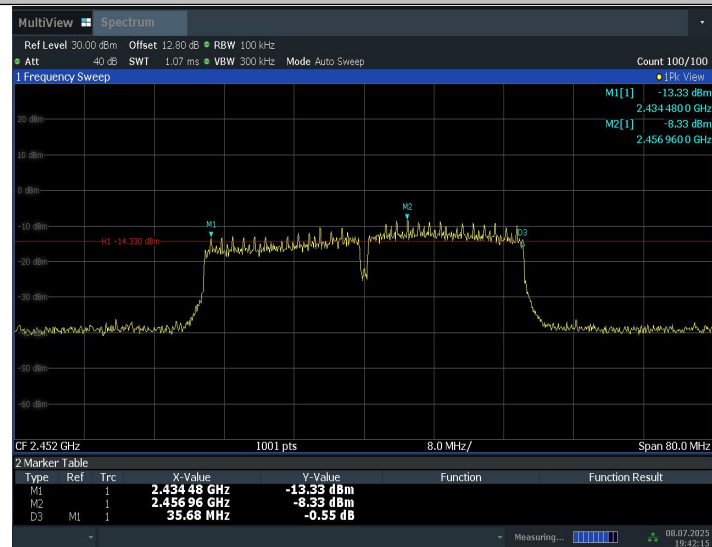 MultiView Spectrum
Ref Level 30.00 dBm Offset 12.80 dB RBW 100 kHz
Att 40 dB SWT 1.07 ms VBW 300 kHz Mode Auto Sweep Count 100/100
1 Frequency Sweep 1Pk View
M1[1] -13.33 dBm
2.434 480 0 GHz
20 dBm
M2[1] -8.33 dBm
2.456 960 0 GHz
10 dBm
0 dBm
M2
M1
-10 dBm
D3
H1 -14.330 dBm
-20 dBm
-30 dBm
-50 dBm
-60 dBm
CF 2.452 GHz 1001 pts 8.0 MHz/ Span 80.0 MHz
2 Marker Table
Type Ref Trc X-Value Y-Value Function Function Result
M1 1 2.434 48 GHz -13.33 dBm
M2 1 2.456 96 GHz -8.33 dBm
D3 M1 1 35.68 MHz -0.55 dB
Measuring... 08.07.2025
19:42:15